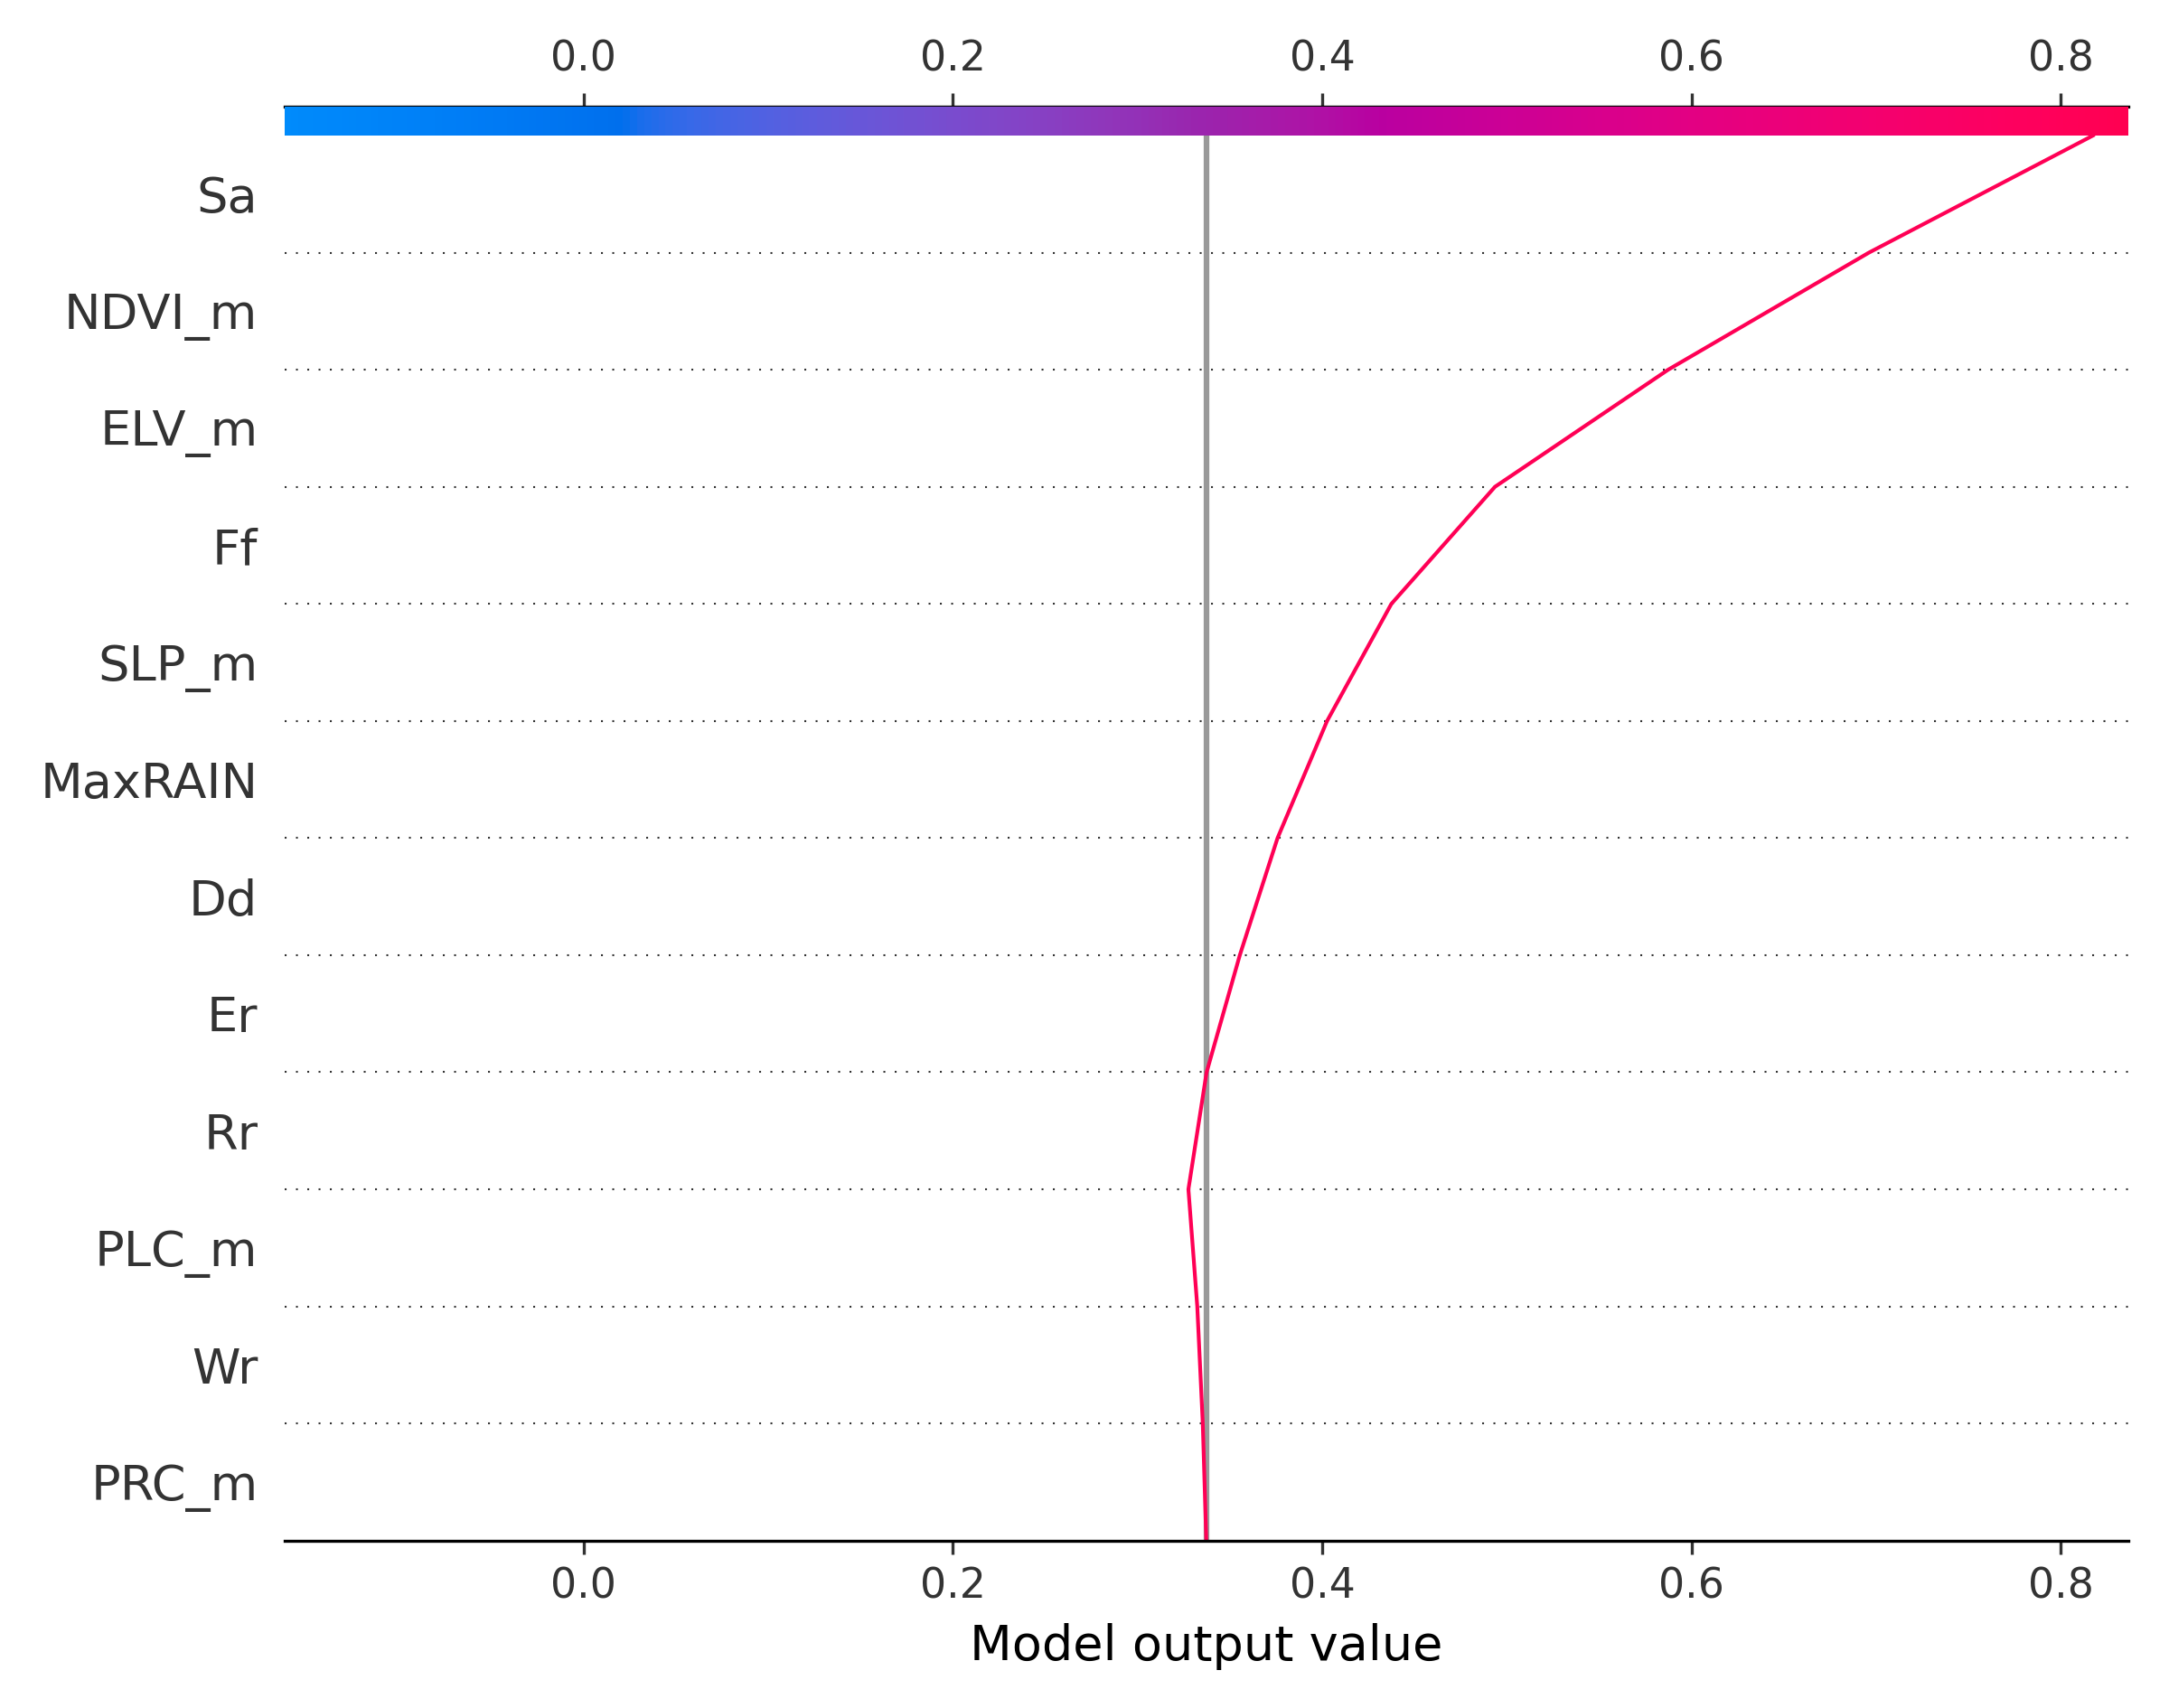 0.0 0.2 0.4 0.6 0.8
Sa
NDVI_m
ELV_m
Ff
SLP_m
MaxRAIN
Dd
Er
Rr
PLC_m
Wr
PRC_m
0.0 0.2 0.4 0.6 0.8
Model output value